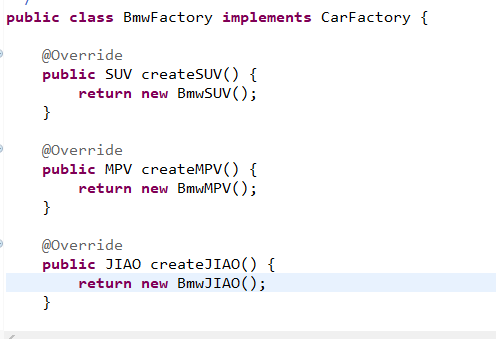 public class BmwFactory implements CarFactory {
@Override
public SUV createSUV() {
return new BmwSUV();
}
@Override
public MPV createMPV() {
return new BmwMPV();
}
@Override
public JIAO createJIAO() {
return new BmwJIAO();
}